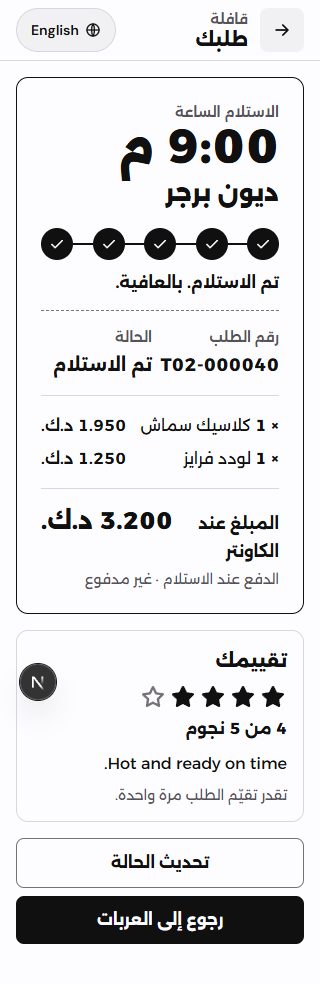 قافلة
طلبك
English
الاستلام الساعة
9:00 م
ديون برجر
تم الاستلام. بالعافية.
رقم الطلب
الحالة
T02-000040
تم الاستلام
× 1 كلاسيك سماش
1.950 د.ك.
× 1 لودد فرايز
1.250 د.ك.
المبلغ عند الكاونتر
3.200 د.ك.
الدفع عند الاستلام · غير مدفوع
تقييمك
4 من 5 نجوم
Hot and ready on time.
تقدر تقيّم الطلب مرة واحدة.
N
تحديث الحالة
رجوع إلى العربات